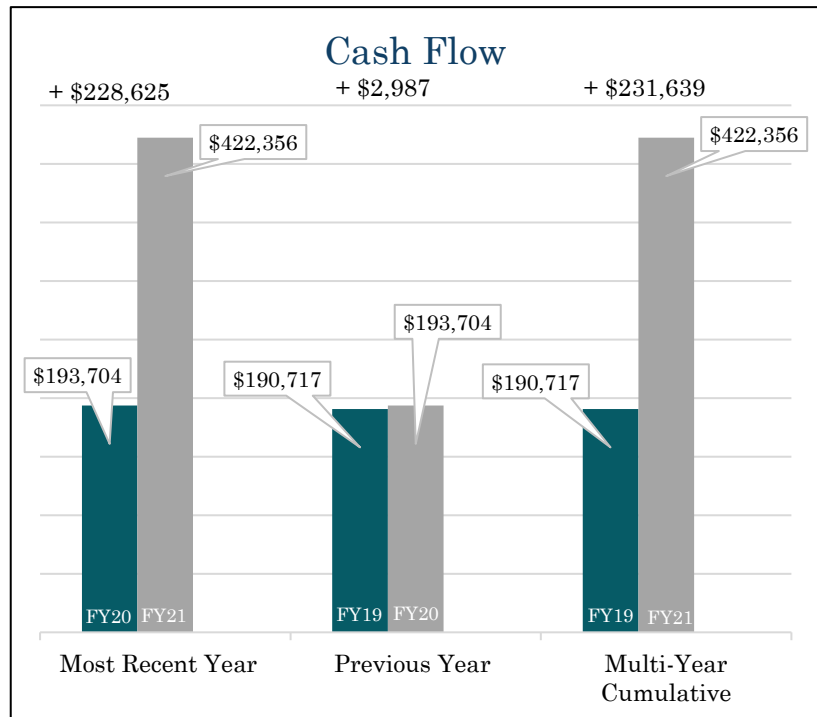 Cash Flow
+ $228,625
+ $2,987
+ $231,639
$422,356
$422,356
$193,704
$193,704
$190,717
$190,717
FY20
FY21
FY19
FY20
FY19
FY21
Most Recent Year
Previous Year
Multi-Year
Cumulative